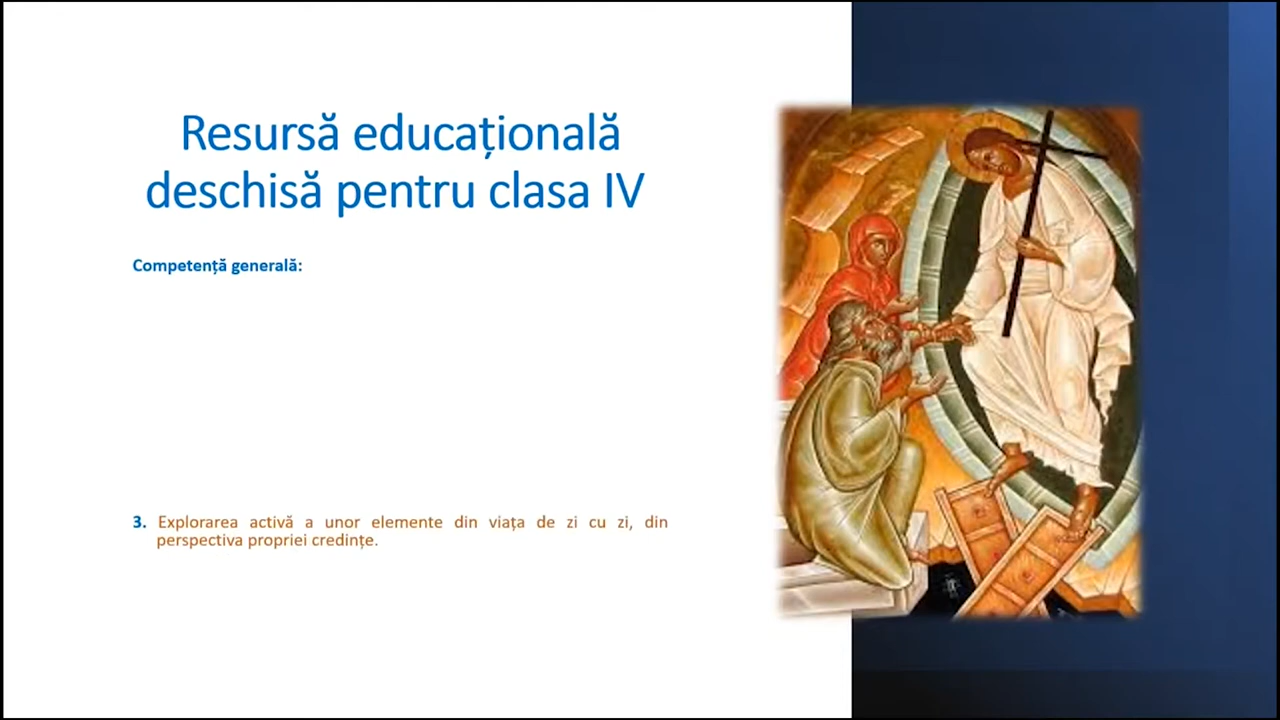 Resursă educațională
deschisă pentru clasa IV
Competență generală:
3. Explorarea activă a unor elemente din viața de zi cu zi, din
perspectiva propriei credințe.